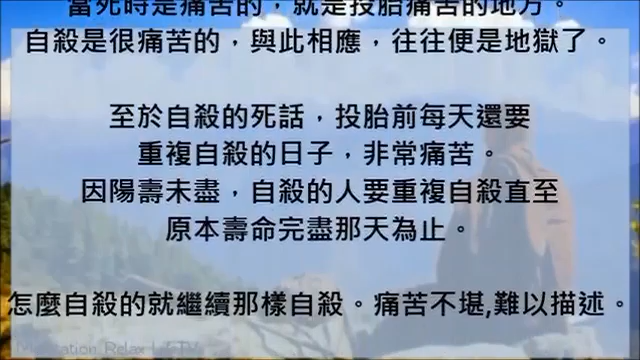 當死時是痛苦的，就是投胎痛苦的地方。
自殺是很痛苦的，與此相應，往往便是地獄了。
至於自殺的死話，投胎前每天還要
重複自殺的日子，非常痛苦。
因陽壽未盡，自殺的人要重複自殺直至
原本壽命完盡那天為止。
怎麼自殺的就繼續那樣自殺。痛苦不堪,難以描述。
Meditation Relax Life TV